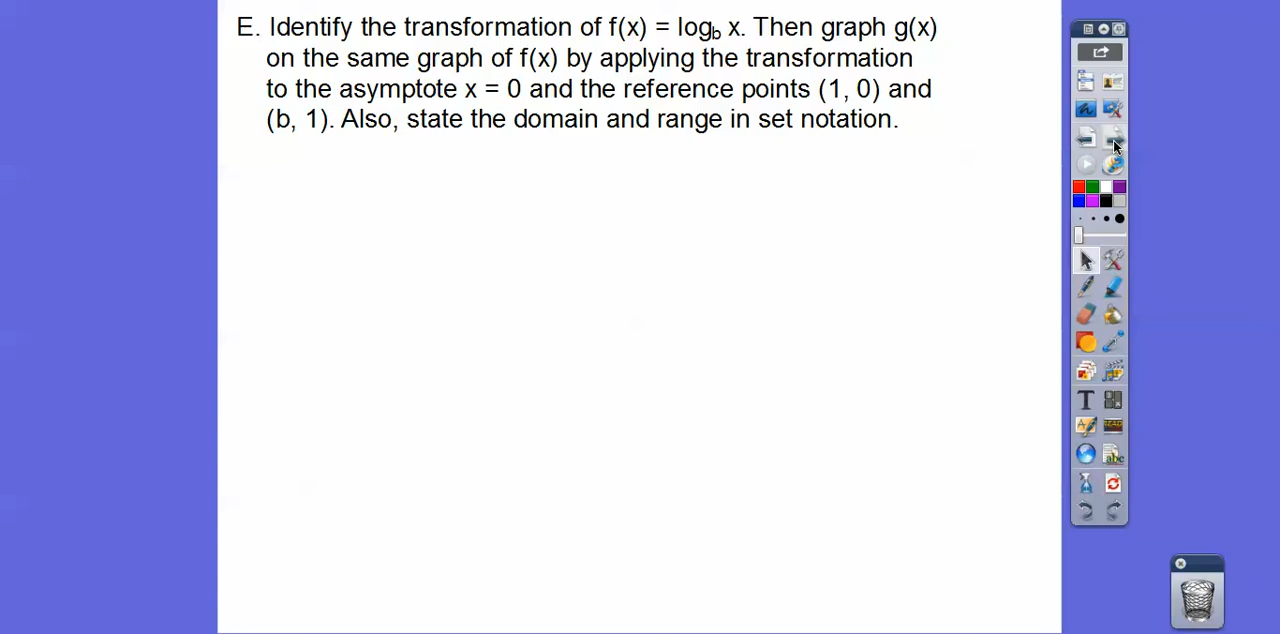 E. Identify the transformation of f(x) = log_b x. Then graph g(x)
on the same graph of f(x) by applying the transformation
to the asymptote x = 0 and the reference points (1, 0) and
(b, 1). Also, state the domain and range in set notation.